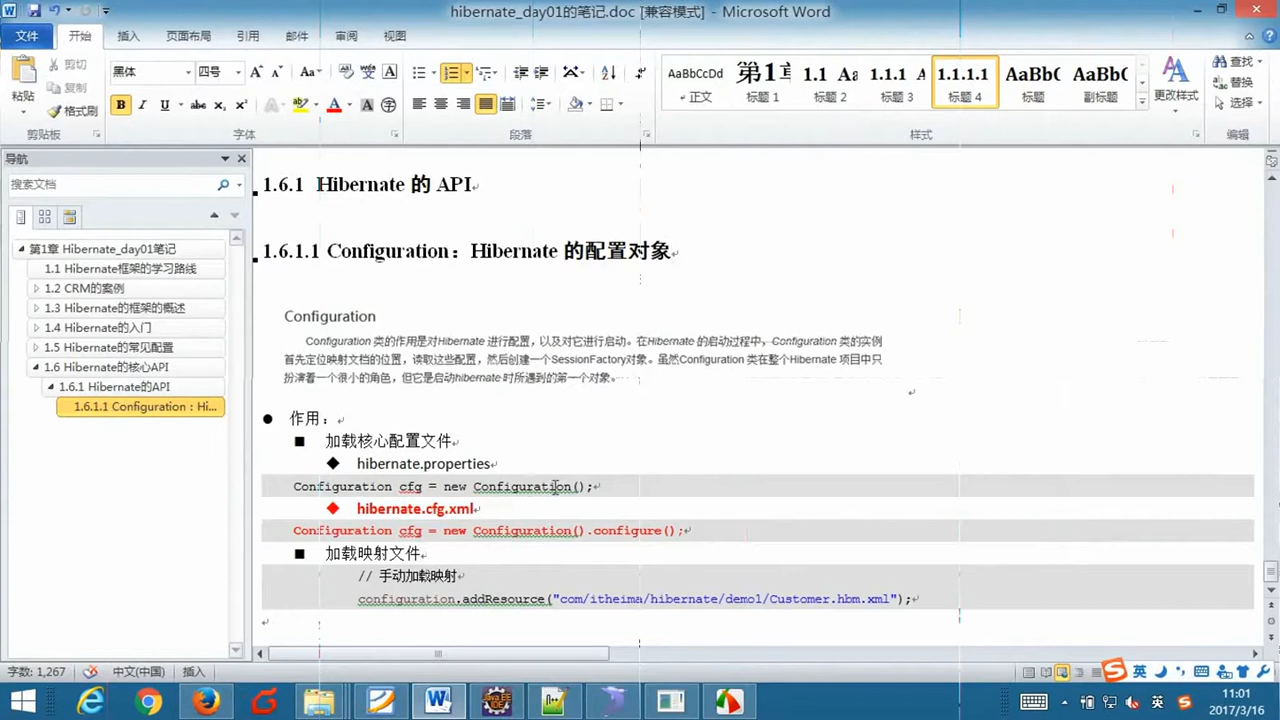 hibernate_day01的笔记.doc [兼容模式] - Microsoft Word
文件 开始 插入 页面布局 引用 邮件 审阅 视图
粘贴 剪切
复制
格式刷
黑体 四号
AaBbCcDd 正文
第1章 标题 1
1.1 Aa 标题 2
1.1.1 A 标题 3
1.1.1.1 标题 4
AaBb( 标题
AaBb( 副标题
更改样式
查找
替换
选择
剪贴板 字体 段落 样式 编辑
导航
搜索文档
第1章 Hibernate_day01笔记
1.1 Hibernate框架的学习路线
1.2 CRM的案例
1.3 Hibernate的框架的概述
1.4 Hibernate的入门
1.5 Hibernate的常见配置
1.6 Hibernate的核心API
1.6.1 Hibernate的API
1.6.1.1 Configuration：Hi...
1.6.1 Hibernate 的 API
1.6.1.1 Configuration：Hibernate 的配置对象
Configuration
Configuration 类的作用是对Hibernate 进行配置，以及对它进行启动。在Hibernate 的启动过程中，Configuration 类的实例
首先定位映射文档的位置，读取这些配置，然后创建一个SessionFactory对象。虽然Configuration 类在整个Hibernate 项目中只
扮演着一个很小的角色，但它是启动hibernate 时所遇到的第一个对象。
● 作用：
■ 加载核心配置文件
◆ hibernate.properties
Configuration cfg = new Configuration();
◆ hibernate.cfg.xml
Configuration cfg = new Configuration().configure();
■ 加载映射文件
// 手动加载映射
configuration.addResource("com/itheima/hibernate/demo1/Customer.hbm.xml");
字数: 1,267 中文(中国) 插入
英
英 11:01
2017/3/16